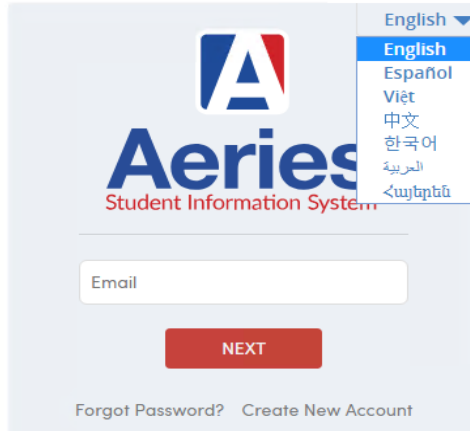 English
English
Español
Việt
中文
한국어
العربية
Հայերեն
Aeries
Student Information System
Email
NEXT
Forgot Password? Create New Account